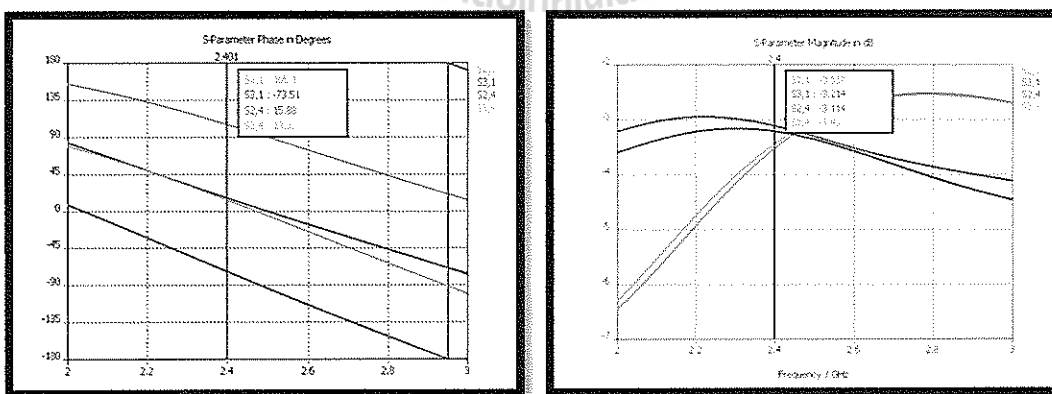 S-Parameter Phase in Degrees
2.401
S3,1 : -73.51
S2,4 : 15.88
S3,1
S2,4
180
135
90
45
0
-45
-90
-135
-180
2
2.2
2.4
2.6
2.8
3
S-Parameter Magnitude in dB
2.4
S3,1 : -3.214
S2,4 : -3.114
S3,1
S2,4
-2
-3
-4
-5
-6
-7
2
2.2
2.4
2.6
2.8
3
Frequency / GHz